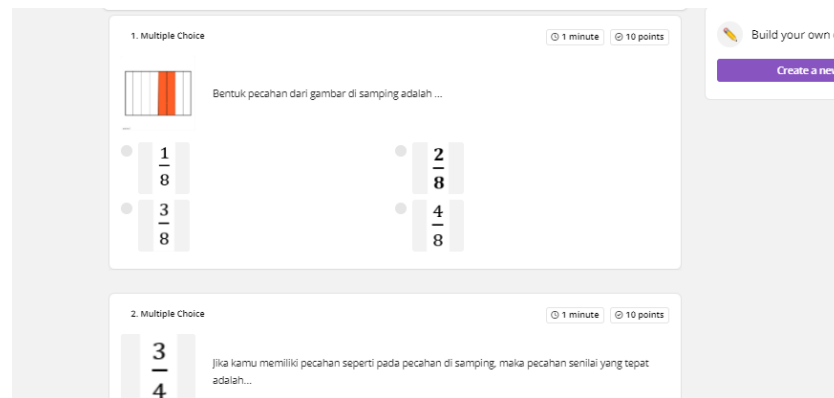 1. Multiple Choice
1 minute
10 points
Build your own
Create a new
Bentuk pecahan dari gambar di samping adalah ...
1
8
2
8
3
8
4
8
2. Multiple Choice
1 minute
10 points
3
4
Jika kamu memiliki pecahan seperti pada pecahan di samping, maka pecahan senilai yang tepat
adalah...